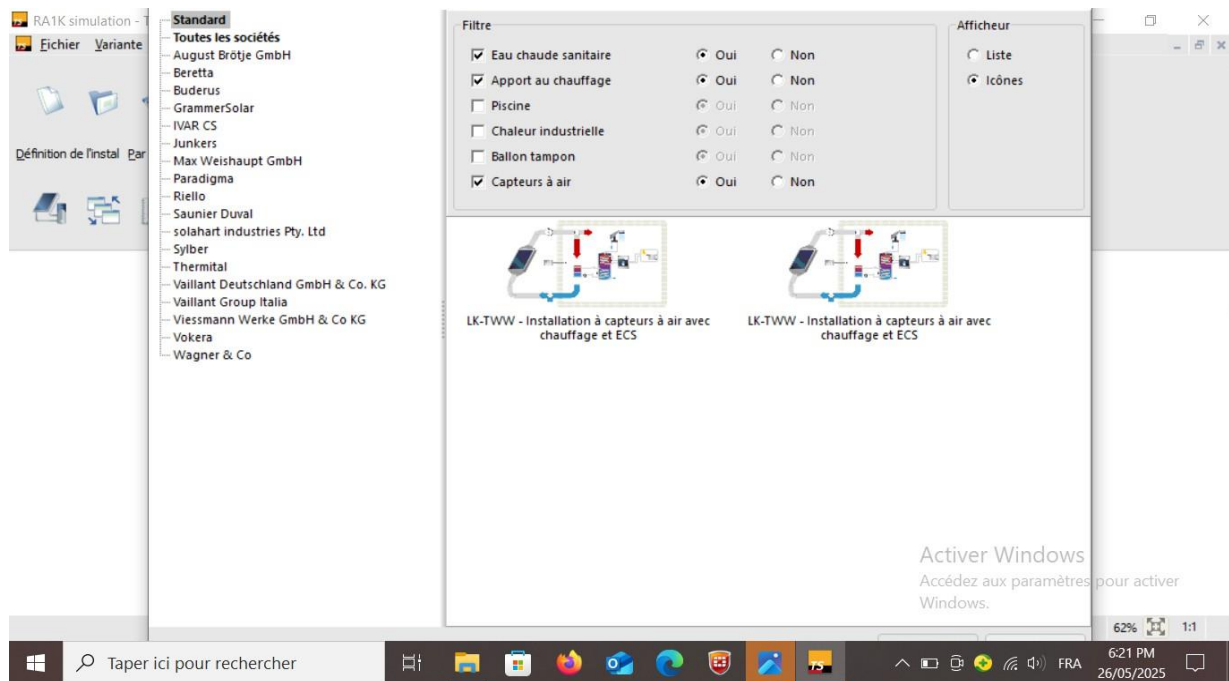 RA1K simulation - T
Fichier Variante
Définition de l'instal Par
Standard
Toutes les sociétés
August Brötje GmbH
Beretta
Buderus
GrammerSolar
IVAR CS
Junkers
Max Weishaupt GmbH
Paradigma
Riello
Saunier Duval
solahart industries Pty. Ltd
Sylber
Thermital
Vaillant Deutschland GmbH & Co. KG
Vaillant Group Italia
Viessmann Werke GmbH & Co KG
Vokera
Wagner & Co
Filtre
Eau chaude sanitaire Oui Non
Apport au chauffage Oui Non
Piscine Oui Non
Chaleur industrielle Oui Non
Ballon tampon Oui Non
Capteurs à air Oui Non
Afficheur
Liste
Icônes
LK-TWW - Installation à capteurs à air avec
chauffage et ECS
LK-TWW - Installation à capteurs à air avec
chauffage et ECS
Activer Windows
Accédez aux paramètres pour activer
Windows.
62% 1:1
Taper ici pour rechercher
TS
FRA
6:21 PM
26/05/2025